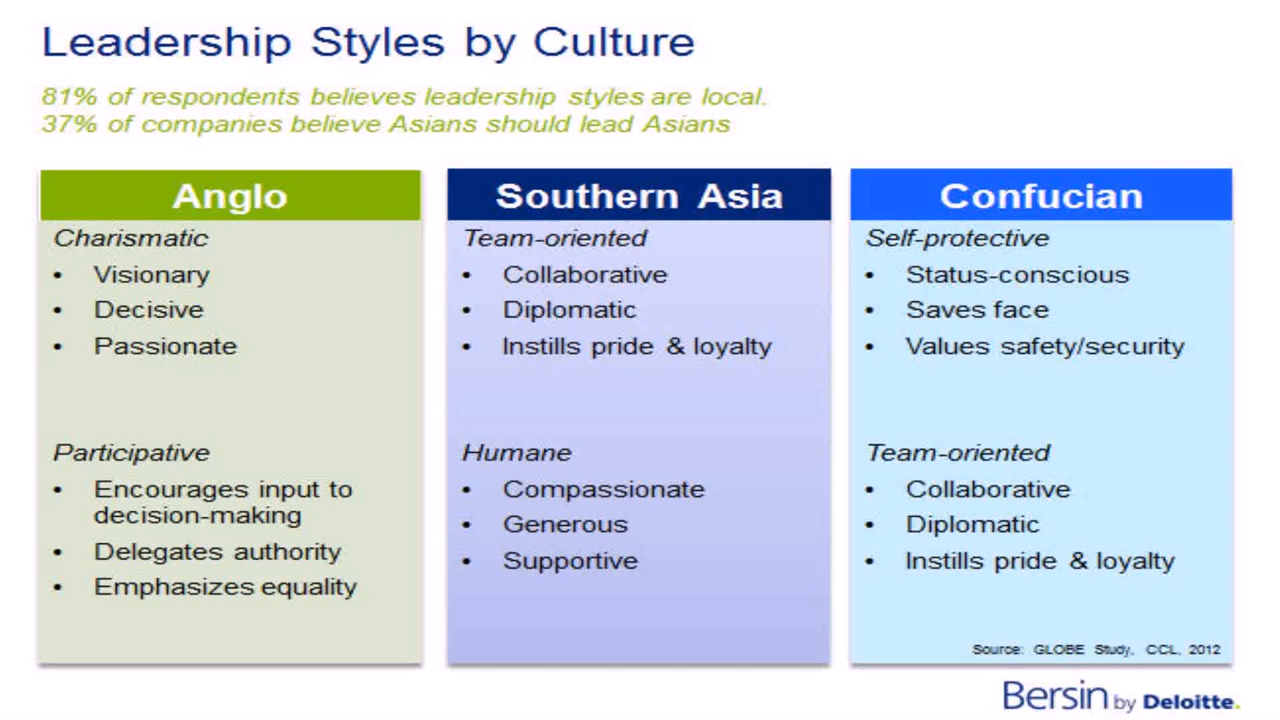 Leadership Styles by Culture
81% of respondents believes leadership styles are local.
37% of companies believe Asians should lead Asians
Anglo
Charismatic
• Visionary
• Decisive
• Passionate
Participative
• Encourages input to
decision-making
• Delegates authority
• Emphasizes equality
Southern Asia
Team-oriented
• Collaborative
• Diplomatic
• Instills pride & loyalty
Humane
• Compassionate
• Generous
• Supportive
Confucian
Self-protective
• Status-conscious
• Saves face
• Values safety/security
Team-oriented
• Collaborative
• Diplomatic
• Instills pride & loyalty
Source: GLOBE Study, CCL, 2012
Bersin by Deloitte.